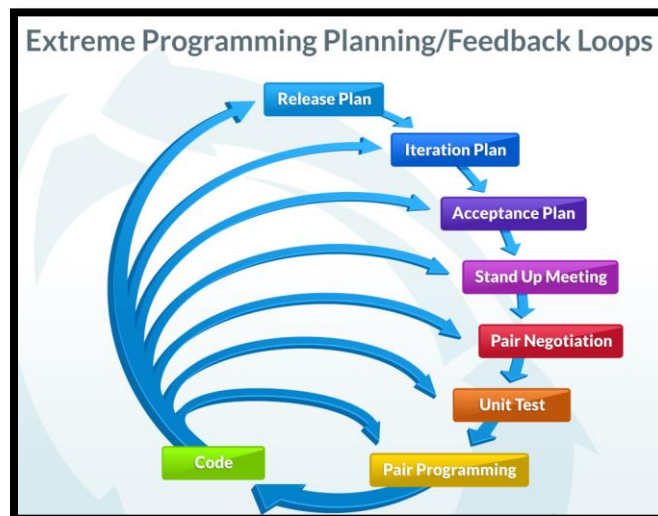 Extreme Programming Planning/Feedback Loops
Release Plan
Iteration Plan
Acceptance Plan
Stand Up Meeting
Pair Negotiation
Unit Test
Pair Programming
Code